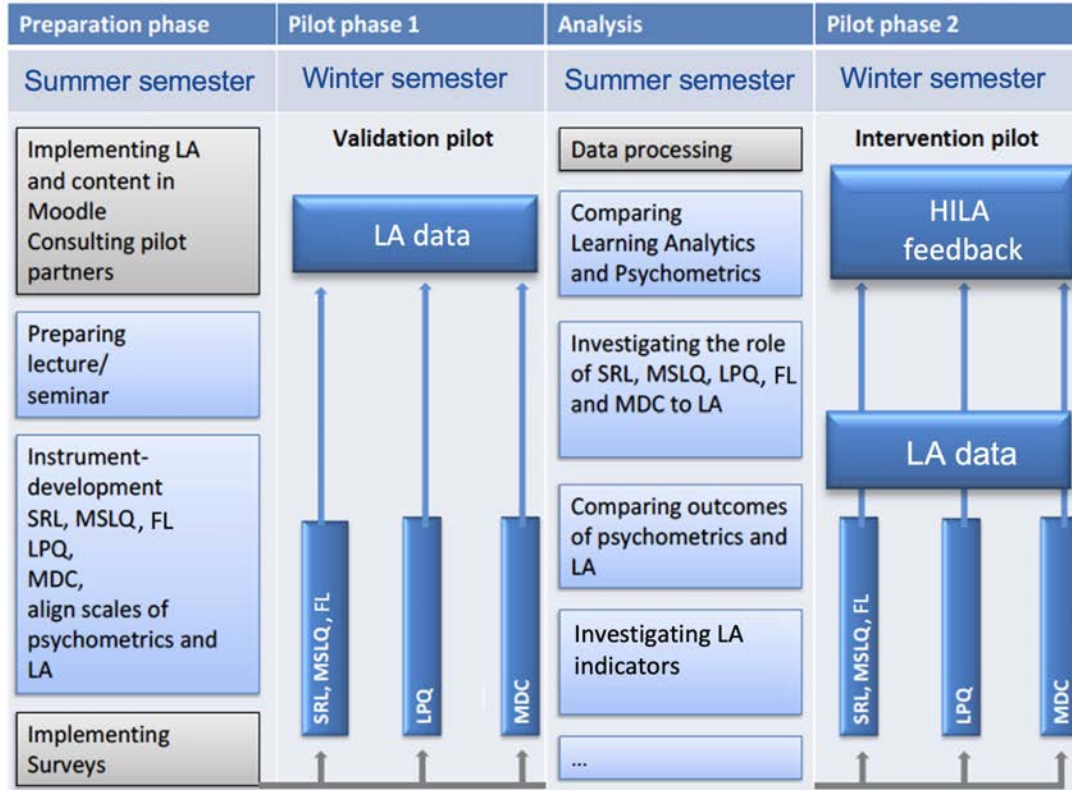 Preparation phase
Pilot phase 1
Analysis
Pilot phase 2
Summer semester
Winter semester
Summer semester
Winter semester
Implementing LA
and content in
Moodle
Consulting pilot
partners
Preparing
lecture/
seminar
Instrument-
development
SRL, MSLQ, FL
LPQ,
MDC,
align scales of
psychometrics and
LA
Implementing
Surveys
Validation pilot
LA data
SRL, MSLQ, FL
LPQ
MDC
Data processing
Comparing
Learning Analytics
and Psychometrics
Investigating the role
of SRL, MSLQ, LPQ, FL
and MDC to LA
Comparing outcomes
of psychometrics and
LA
Investigating LA
indicators
...
Intervention pilot
HILA
feedback
LA data
SRL, MSLQ, FL
LPQ
MDC